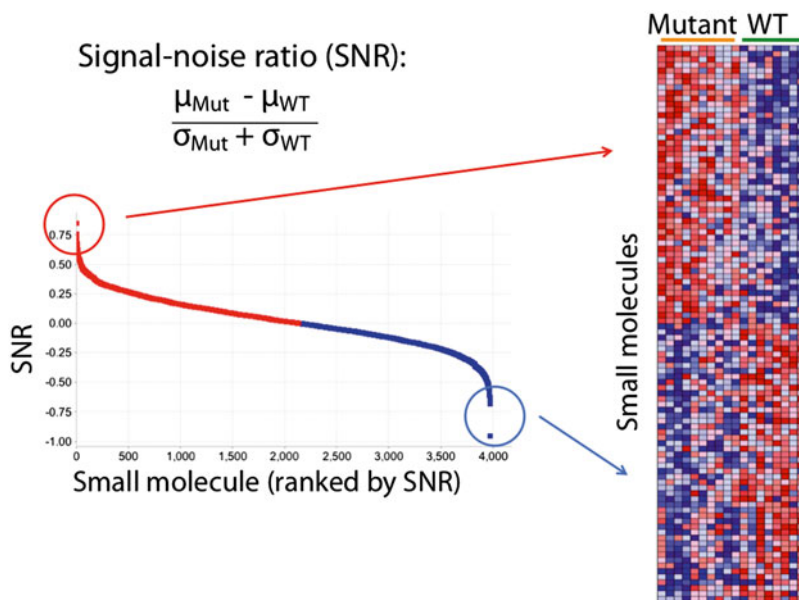 Signal-noise ratio (SNR):
μMut - μWT
σMut + σWT
SNR
0.75
0.50
0.25
0.00
-0.25
-0.50
-0.75
-1.00
0 500 1,000 1,500 2,000 2,500 3,000 3,500 4,000
Small molecule (ranked by SNR)
Mutant WT
Small molecules